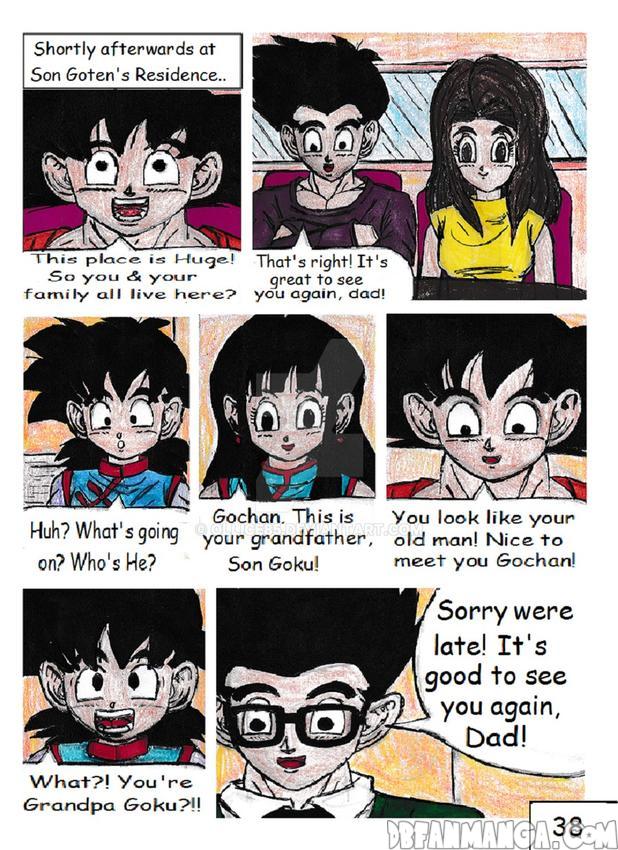 Shortly afterwards at
Son Goten's Residence..
This place is Huge!
So you & your
family all live here?
That's right! It's
great to see
you again, dad!
Huh? What's going
on? Who's He?
Gochan. This is
your grandfather,
Son Goku!
You look like your
old man! Nice to
meet you Gochan!
What?! You're
Grandpa Goku?!!
Sorry were
late! It's
good to see
you again,
Dad!
38
DBFANMANGA.COM